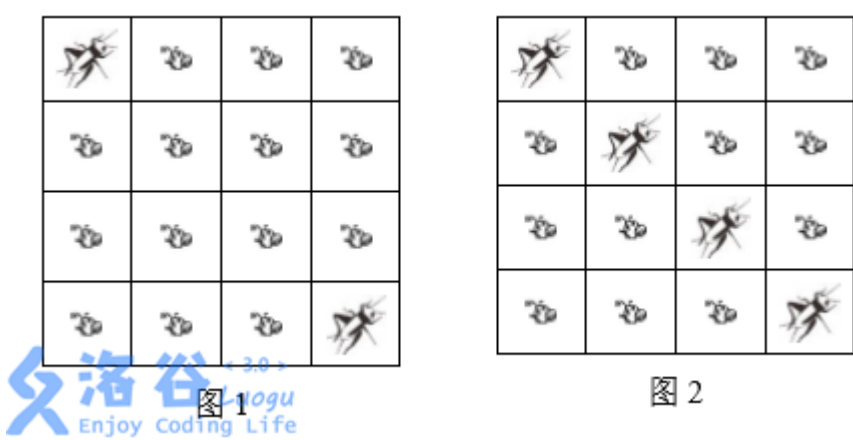 洛谷 < 3.0 >
Luogu
Enjoy Coding Life
图 1
图 2